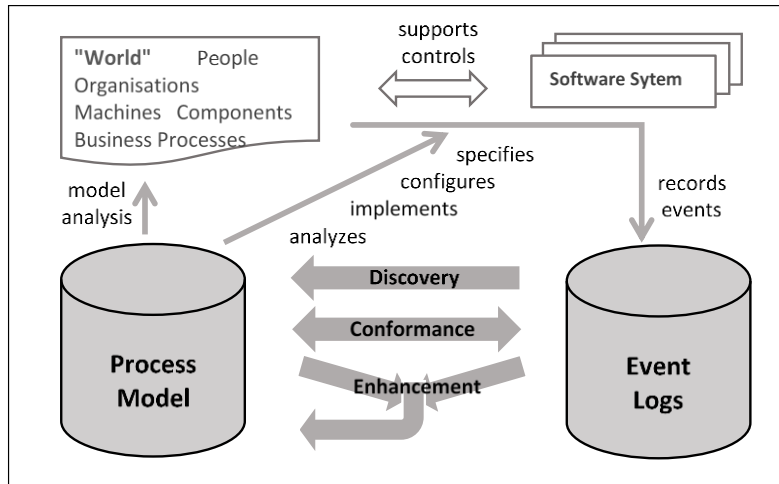 "World" People
Organisations
Machines Components
Business Processes
supports
controls
Software Sytem
model
analysis
specifies
configures
implements
analyzes
records
events
Discovery
Conformance
Enhancement
Process
Model
Event
Logs